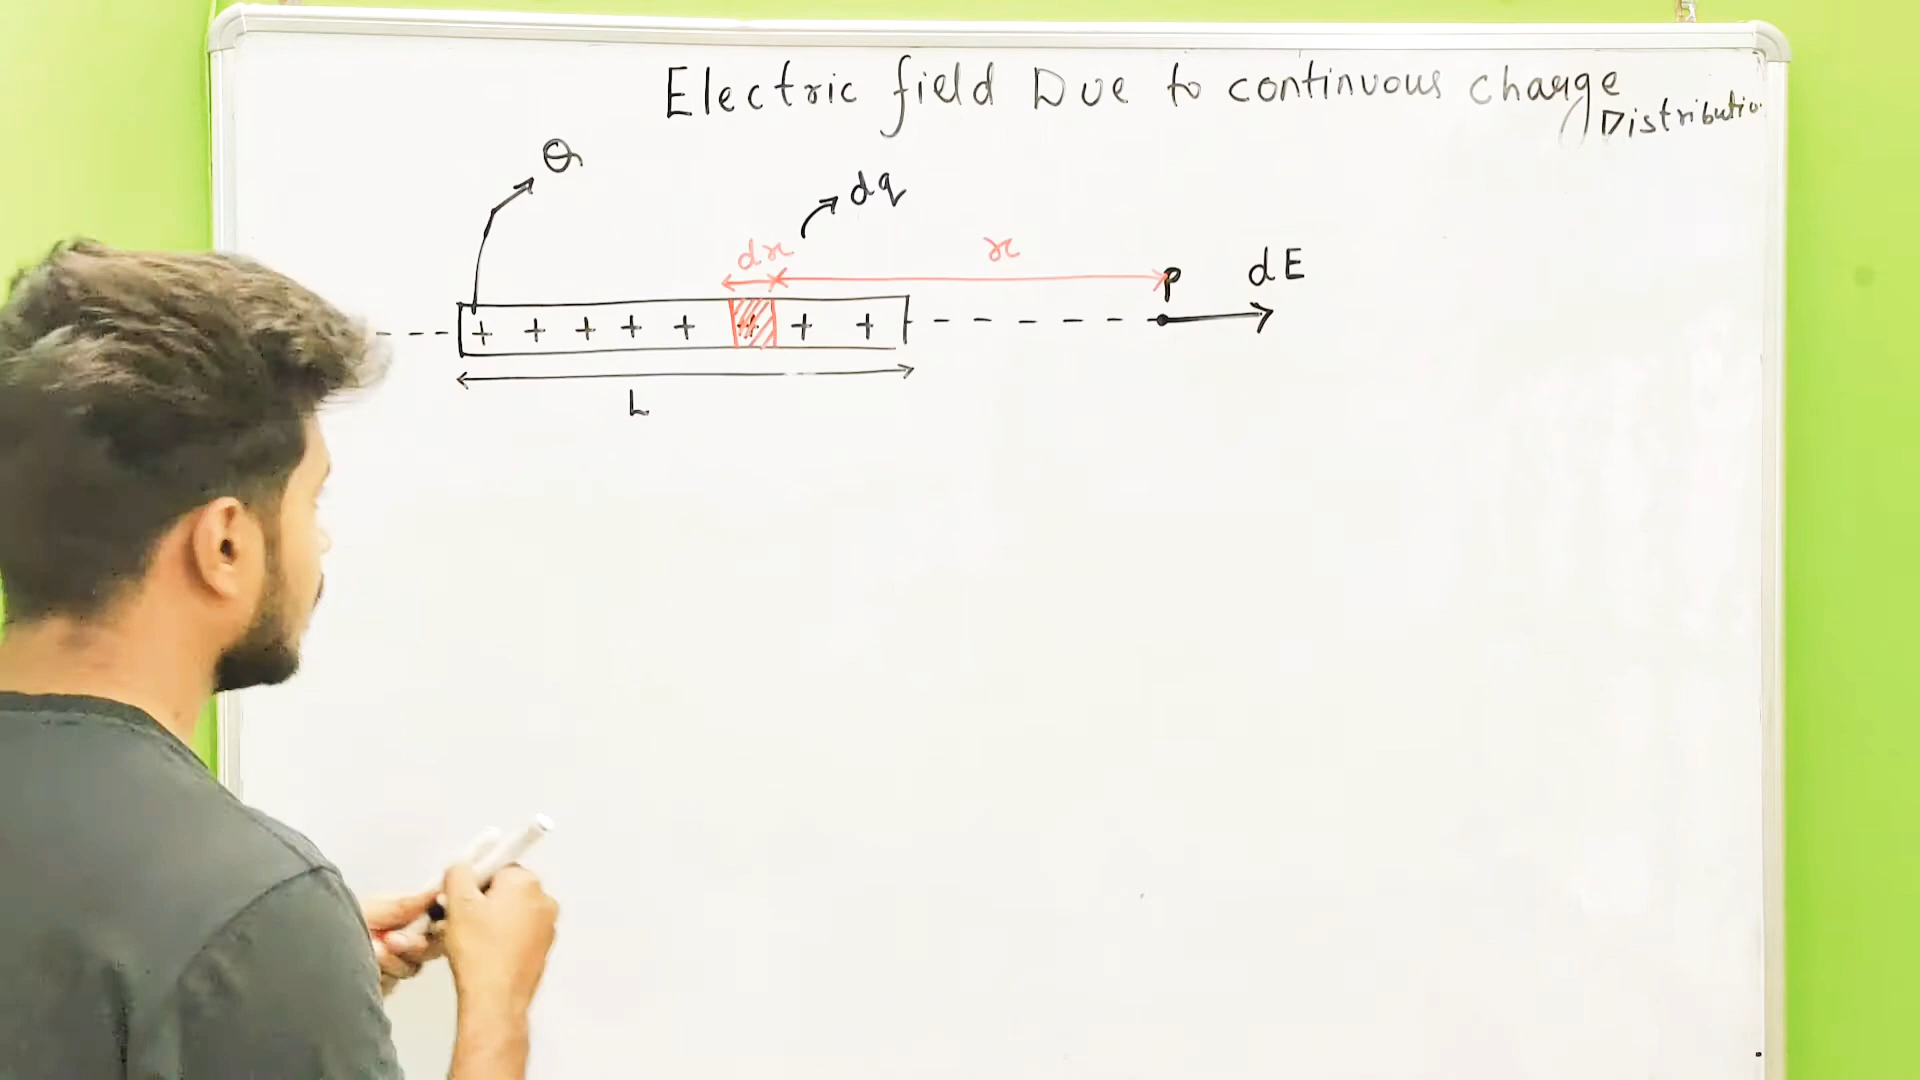 Electric field Due to continuous charge
Distributio
Q
dq
dx
x
P
dE
+ + + + + + + +
L